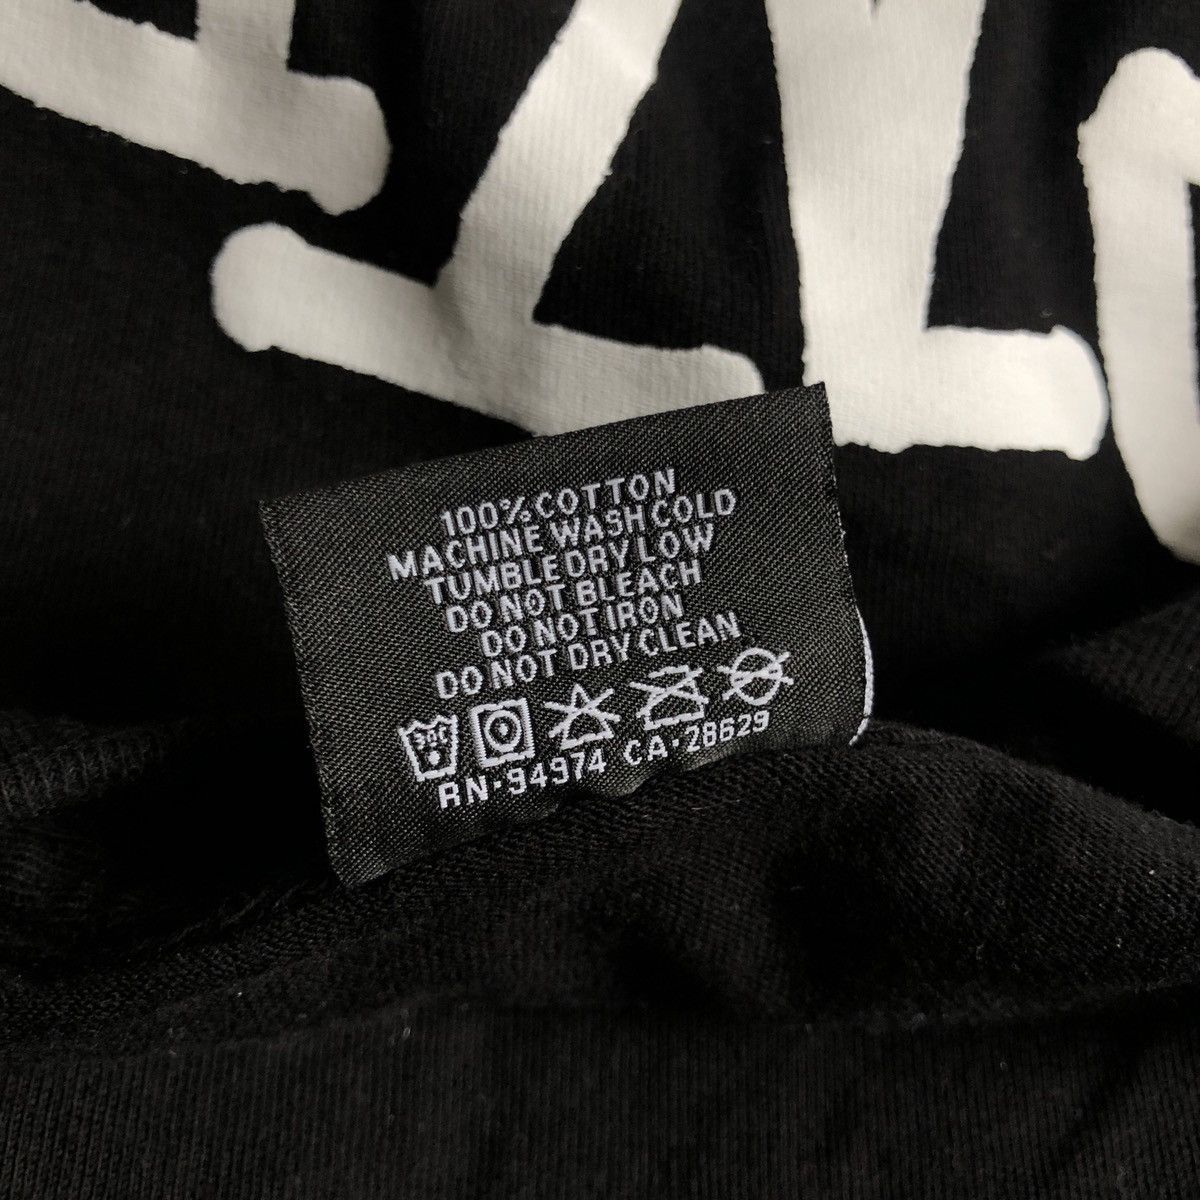 100% COTTON
MACHINE WASH COLD
TUMBLE DRY LOW
DO NOT BLEACH
DO NOT IRON
DO NOT DRY CLEAN
30C
RN·94974 CA·28629